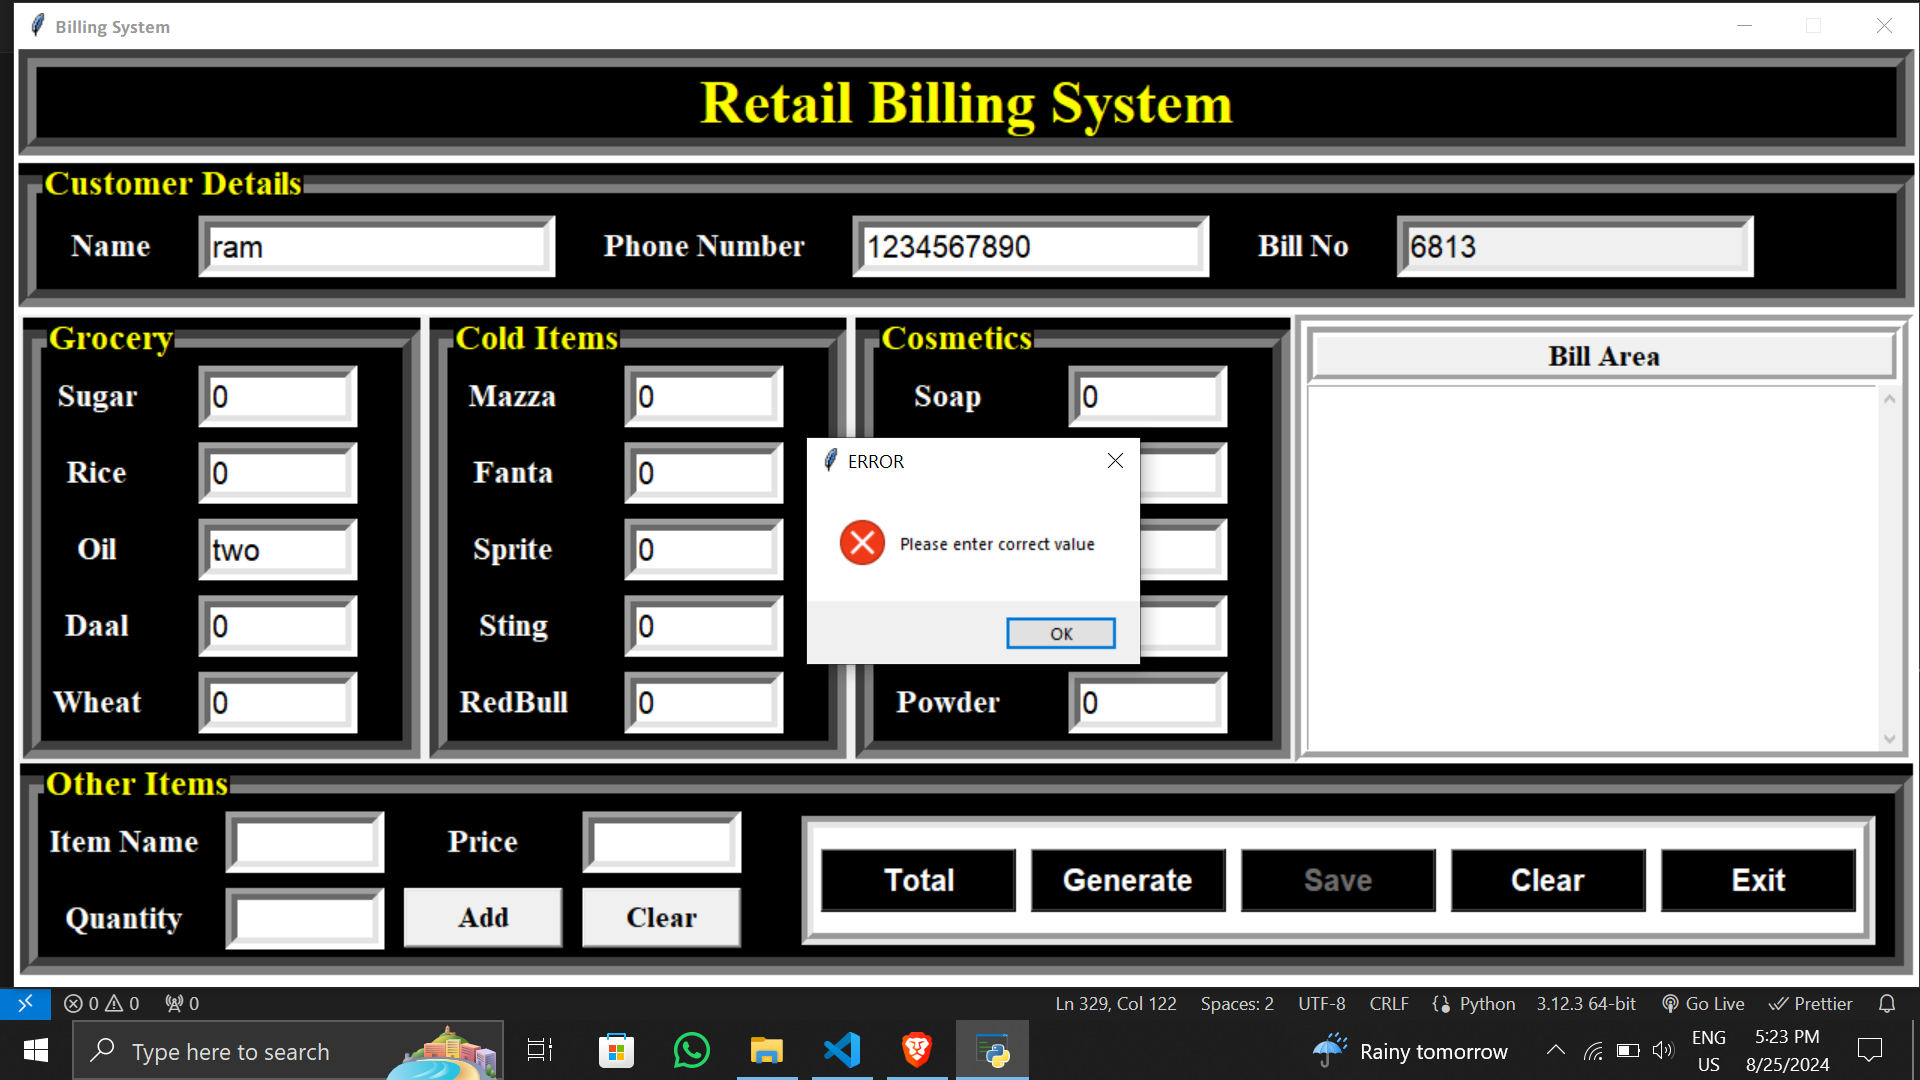 Billing System
Retail Billing System
Customer Details
Name ram Phone Number 1234567890 Bill No 6813
Grocery Cold Items Cosmetics Bill Area
Sugar 0 Mazza 0 Soap 0
Rice 0 Fanta 0
ERROR
Oil two Sprite 0
Please enter correct value
Daal 0 Sting 0
OK
Wheat 0 RedBull 0 Powder 0
Other Items
Item Name Price
Quantity Add Clear
Total Generate Save Clear Exit
0 0 0 Ln 329, Col 122 Spaces: 2 UTF-8 CRLF Python 3.12.3 64-bit Go Live Prettier
Type here to search Rainy tomorrow
ENG 5:23 PM
US 8/25/2024